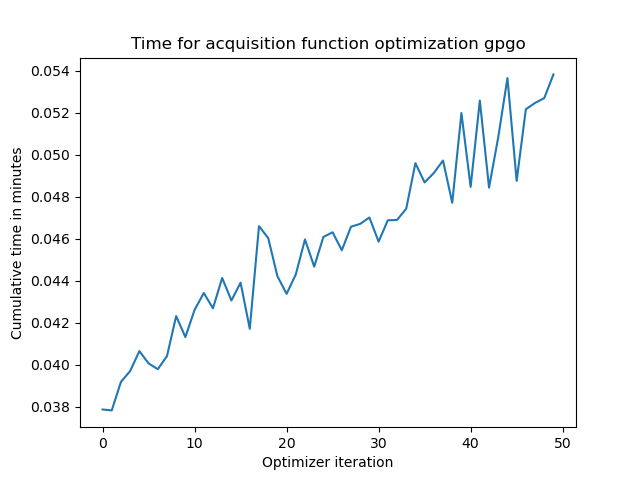 Time for acquisition function optimization gpgo
0.054
0.052
0.050
0.048
0.046
0.044
0.042
0.040
0.038
Cumulative time in minutes
0 10 20 30 40 50
Optimizer iteration